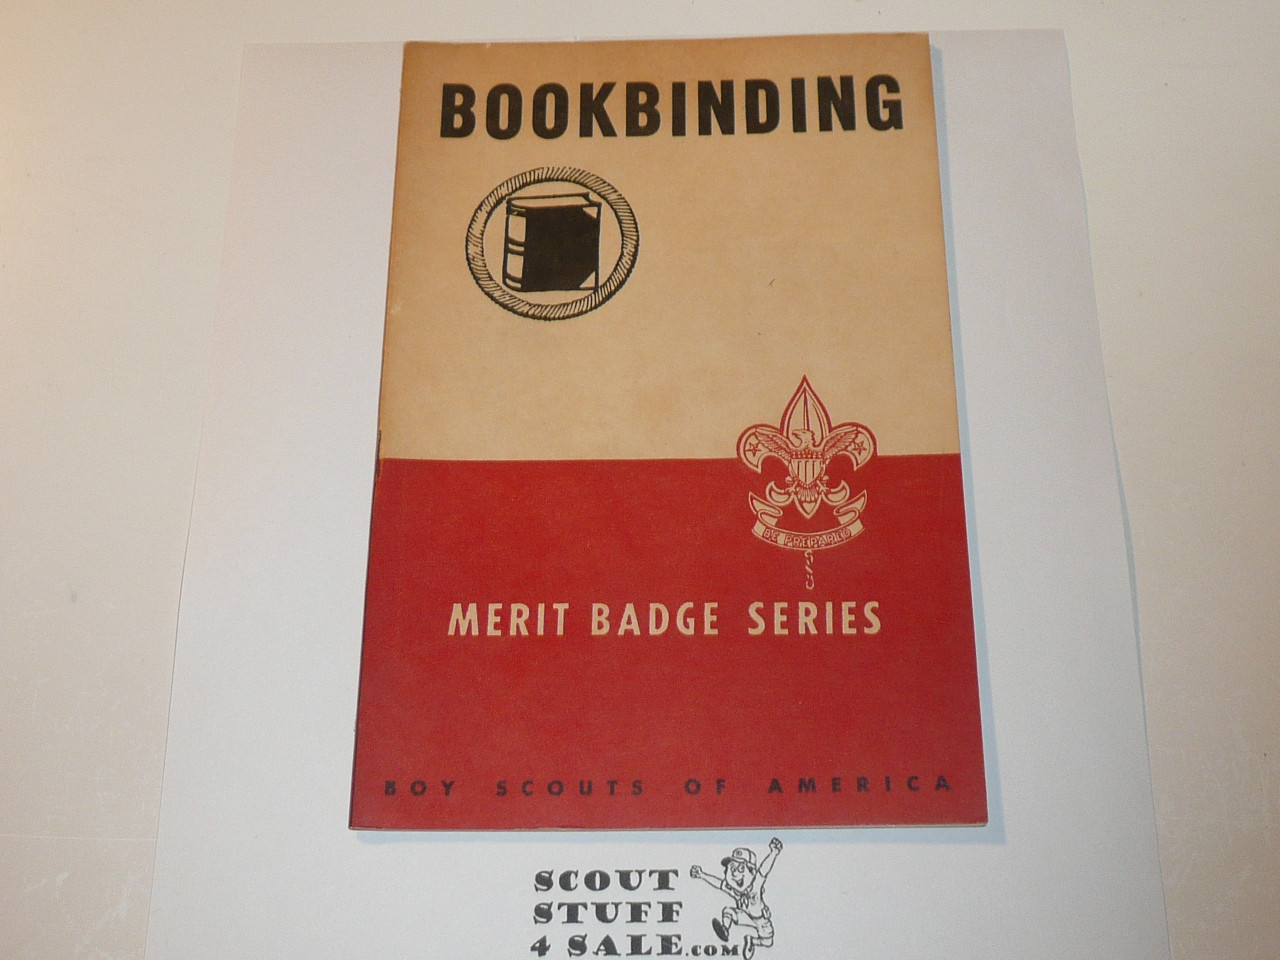 BOOKBINDING
BE PREPARED
MERIT BADGE SERIES
BOY SCOUTS OF AMERICA
SCOUT
STUFF
4 SALE.COM